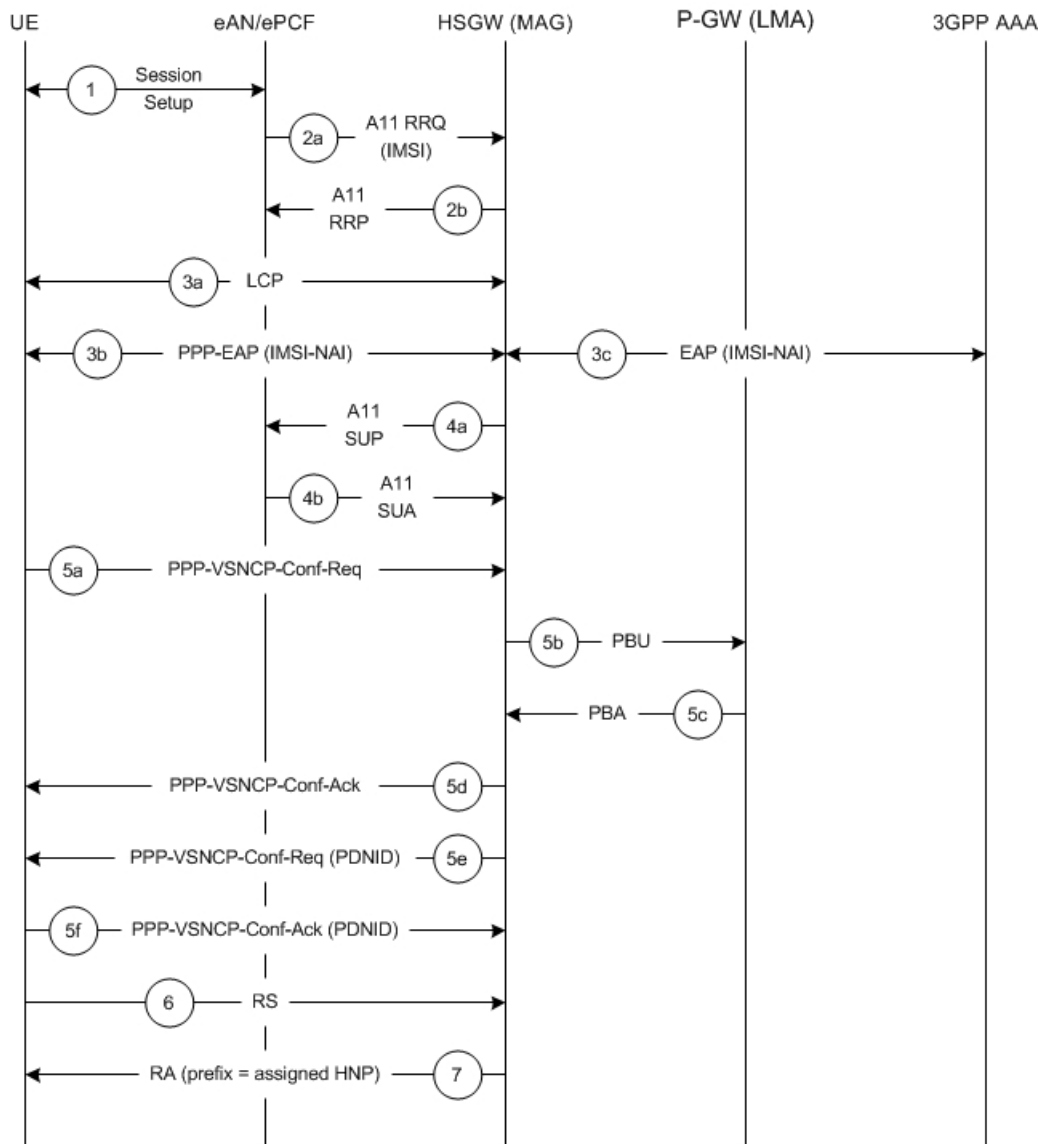 UE
eAN/ePCF
HSGW (MAG)
P-GW (LMA)
3GPP AAA
1
Session
Setup
2a
A11 RRQ
(IMSI)
A11
RRP
2b
3a
LCP
3b
PPP-EAP (IMSI-NAI)
3c
EAP (IMSI-NAI)
A11
SUP
4a
4b
A11
SUA
5a
PPP-VSNCP-Conf-Req
5b
PBU
PBA
5c
PPP-VSNCP-Conf-Ack
5d
PPP-VSNCP-Conf-Req (PDNID)
5e
5f
PPP-VSNCP-Conf-Ack (PDNID)
6
RS
RA (prefix = assigned HNP)
7